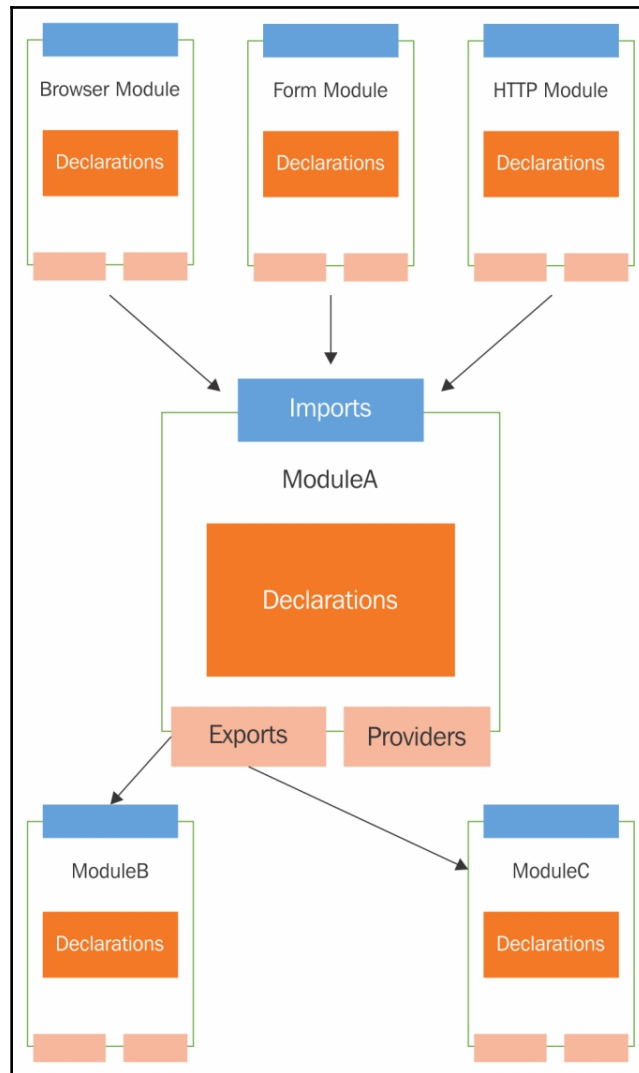 Browser Module
Form Module
HTTP Module
Declarations
Declarations
Declarations
Imports
ModuleA
Declarations
Exports
Providers
ModuleB
ModuleC
Declarations
Declarations